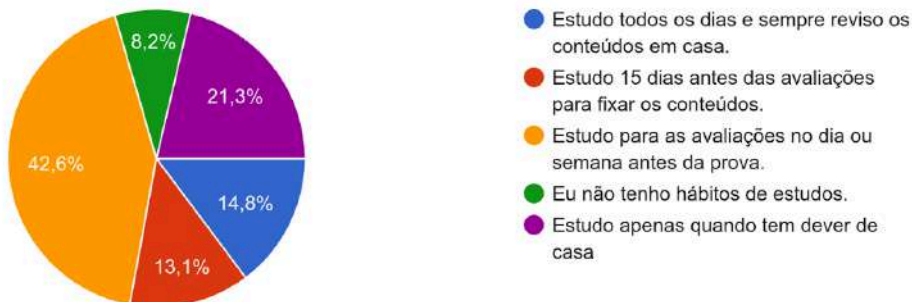 8,2%
21,3%
42,6%
14,8%
13,1%
Estudo todos os dias e sempre reviso os
conteúdos em casa.
Estudo 15 dias antes das avaliações
para fixar os conteúdos.
Estudo para as avaliações no dia ou
semana antes da prova.
Eu não tenho hábitos de estudos.
Estudo apenas quando tem dever de
casa